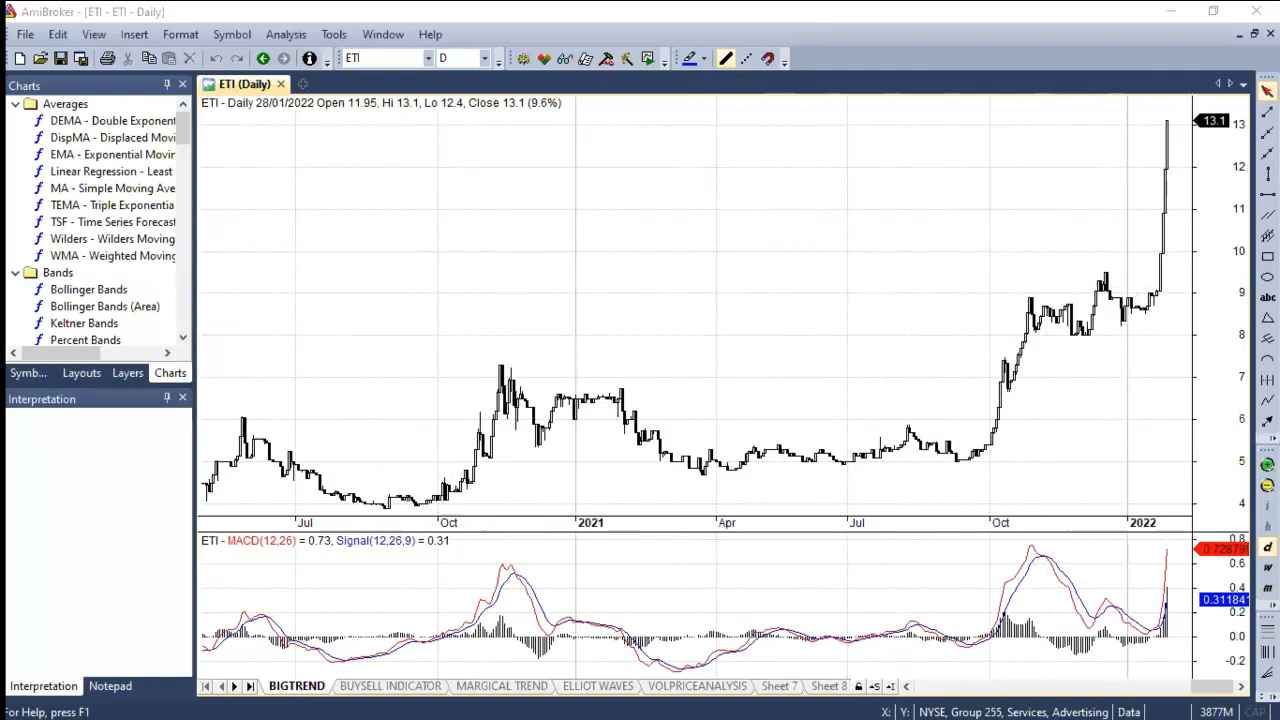 AmiBroker - [ETI - ETI - Daily]
File Edit View Insert Format Symbol Analysis Tools Window Help
ETI D
Charts
ETI (Daily)
Averages
DEMA - Double Exponent
DispMA - Displaced Movi
EMA - Exponential Movin
Linear Regression - Least
MA - Simple Moving Ave
TEMA - Triple Exponentia
TSF - Time Series Forecast
Wilders - Wilders Moving
WMA - Weighted Moving
Bands
Bollinger Bands
Bollinger Bands (Area)
Keltner Bands
Percent Bands
Symb... Layouts Layers Charts
Interpretation
Interpretation Notepad
ETI - Daily 28/01/2022 Open 11.95, Hi 13.1, Lo 12.4, Close 13.1 (9.6%)
13.1
13
12
11
10
9
8
7
6
5
4
Jul Oct 2021 Apr Jul Oct 2022
ETI - MACD(12,26) = 0.73, Signal(12,26,9) = 0.31
0.8
0.72879
0.6
0.4
0.31184
0.2
0.0
-0.2
abc
d
w
m
BIGTREND BUYSELL INDICATOR MARGICAL TREND ELLIOT WAVES VOLPRICEANALYSIS Sheet 7 Sheet 8
For Help, press F1
X: Y: NYSE, Group 255, Services, Advertising Data 3877M CAP